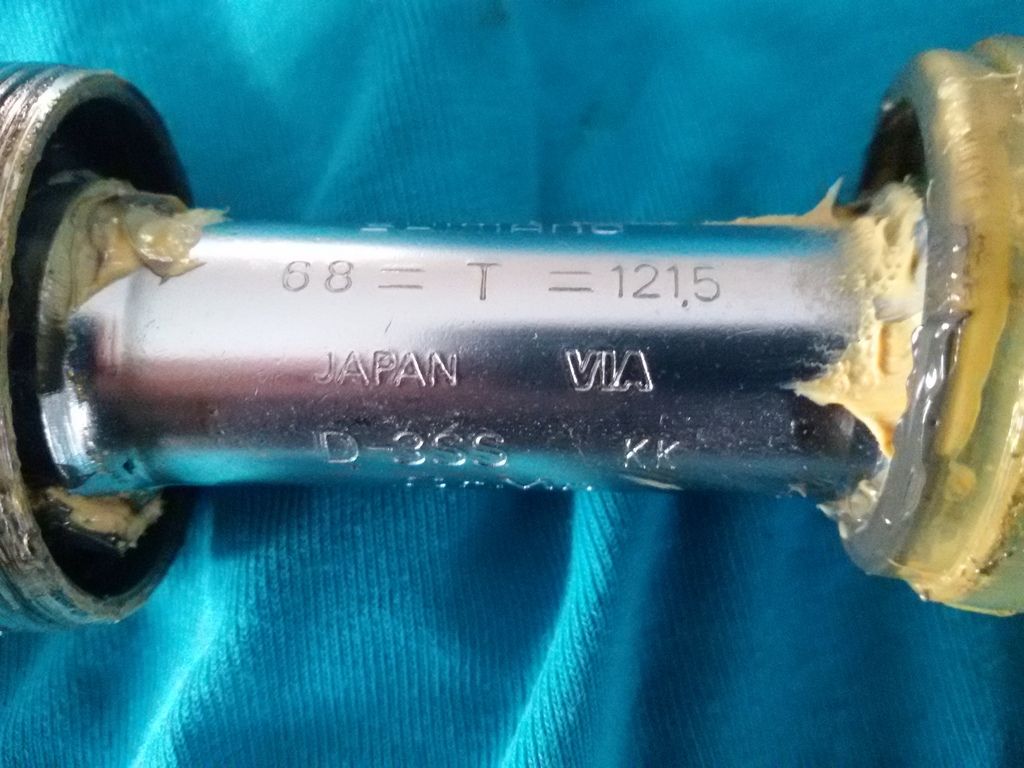 68 = T = 121,5
JAPAN VIA
D-3SS KK